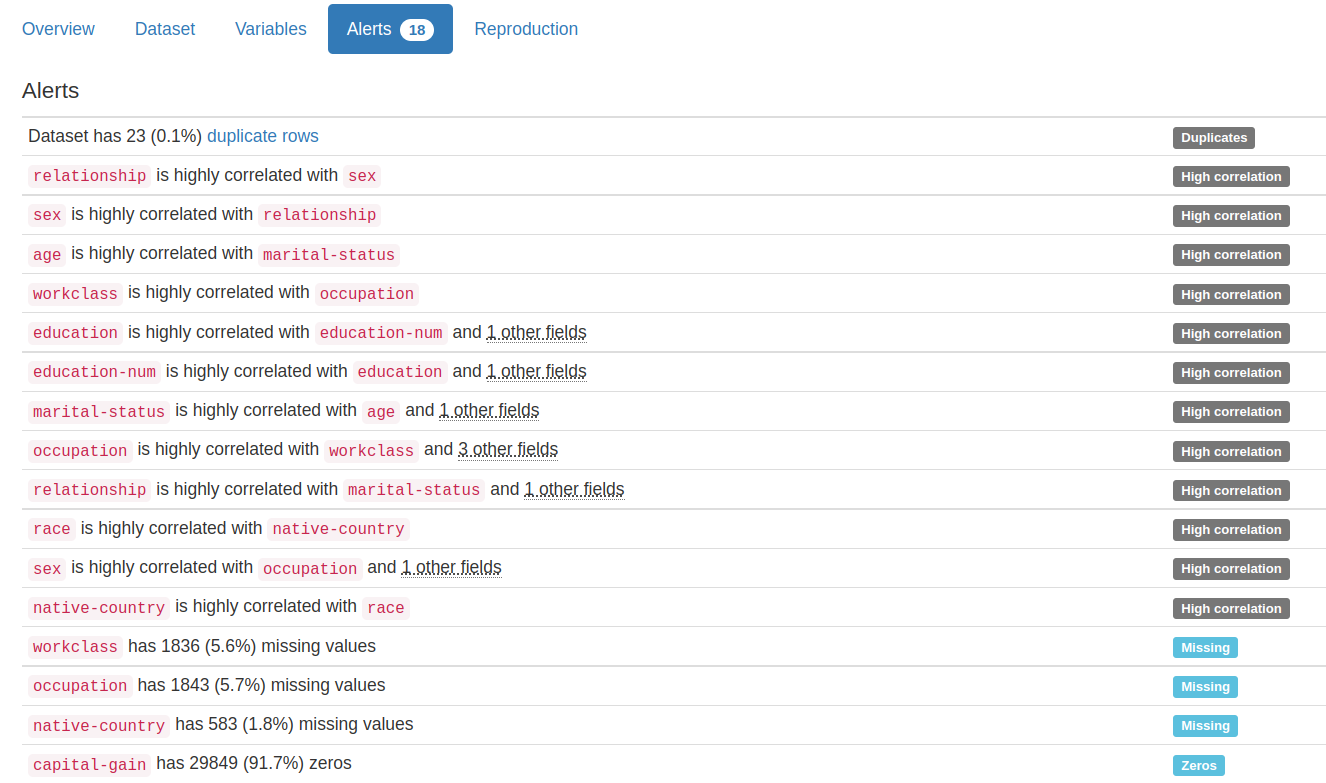 Overview Dataset Variables Alerts 18 Reproduction
Alerts
Dataset has 23 (0.1%) duplicate rows Duplicates
relationship is highly correlated with sex High correlation
sex is highly correlated with relationship High correlation
age is highly correlated with marital-status High correlation
workclass is highly correlated with occupation High correlation
education is highly correlated with education-num and 1 other fields High correlation
education-num is highly correlated with education and 1 other fields High correlation
marital-status is highly correlated with age and 1 other fields High correlation
occupation is highly correlated with workclass and 3 other fields High correlation
relationship is highly correlated with marital-status and 1 other fields High correlation
race is highly correlated with native-country High correlation
sex is highly correlated with occupation and 1 other fields High correlation
native-country is highly correlated with race High correlation
workclass has 1836 (5.6%) missing values Missing
occupation has 1843 (5.7%) missing values Missing
native-country has 583 (1.8%) missing values Missing
capital-gain has 29849 (91.7%) zeros Zeros